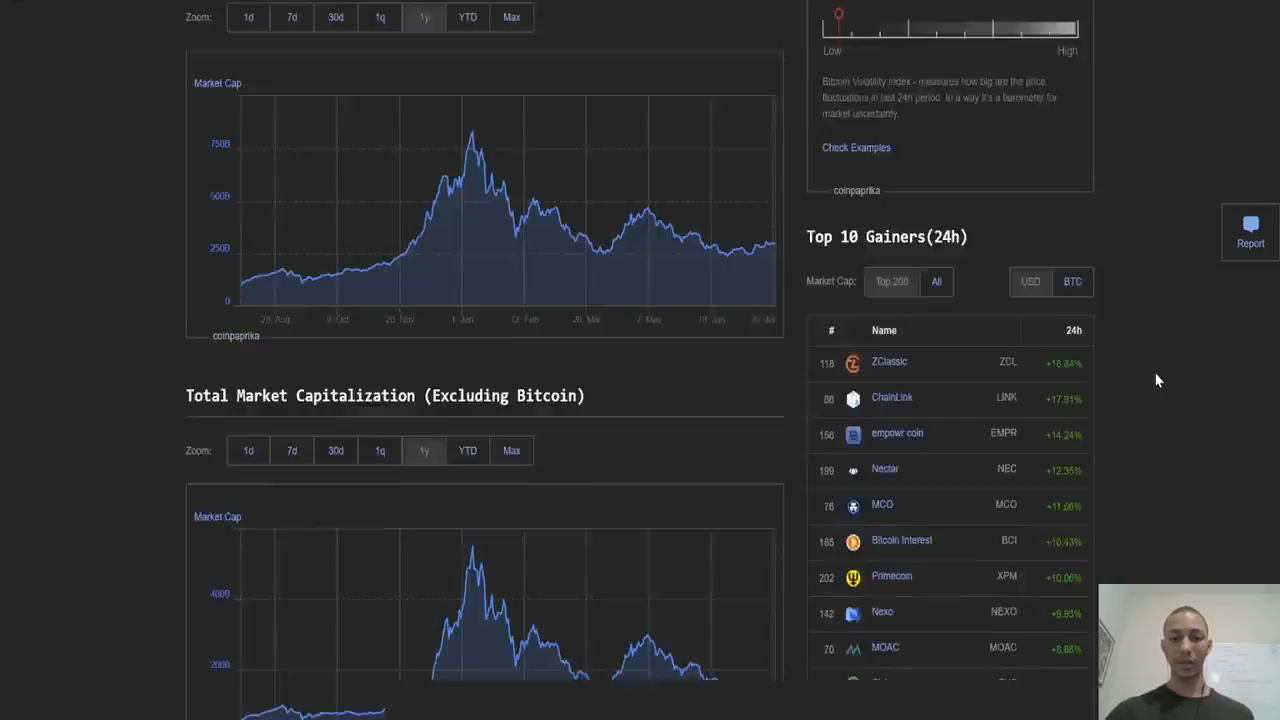 Zoom: 1d 7d 30d 1q 1y YTD Max
Market Cap
750B
500B
250B
0
28. Aug 9. Oct 20. Nov 1. Jan 12. Feb 26. Mar 7. May 18. Jun 30. Jul
coinpaprika
Total Market Capitalization (Excluding Bitcoin)
Zoom: 1d 7d 30d 1q 1y YTD Max
Market Cap
400B
200B
Low High
Bitcoin Volatility Index - measures how big are the price
fluctuations in last 24h period. In a way it's a barometer for
market uncertainty.
Check Examples
coinpaprika
Top 10 Gainers(24h)
Market Cap: Top 200 All USD BTC
# Name 24h
118 ZClassic ZCL +18.84%
86 ChainLink LINK +17.91%
156 empowr coin EMPR +14.24%
199 Nectar NEC +12.35%
76 MCO MCO +11.66%
185 Bitcoin Interest BCI +10.43%
202 Primecoin XPM +10.06%
142 Nexo NEXO +9.93%
70 MOAC MOAC +8.88%
Report